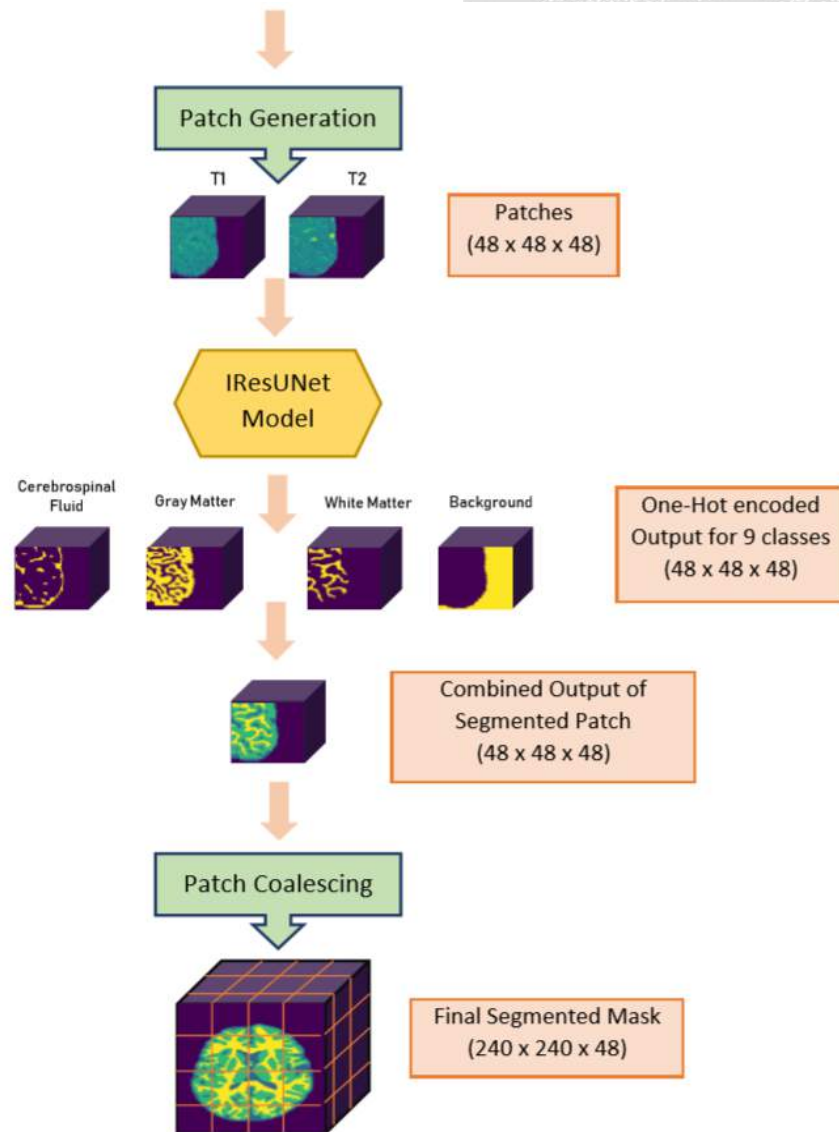 Patch Generation
T1
T2
Patches
(48 x 48 x 48)
IResUNet
Model
Cerebrospinal
Fluid
Gray Matter
White Matter
Background
One-Hot encoded
Output for 9 classes
(48 x 48 x 48)
Combined Output of
Segmented Patch
(48 x 48 x 48)
Patch Coalescing
Final Segmented Mask
(240 x 240 x 48)